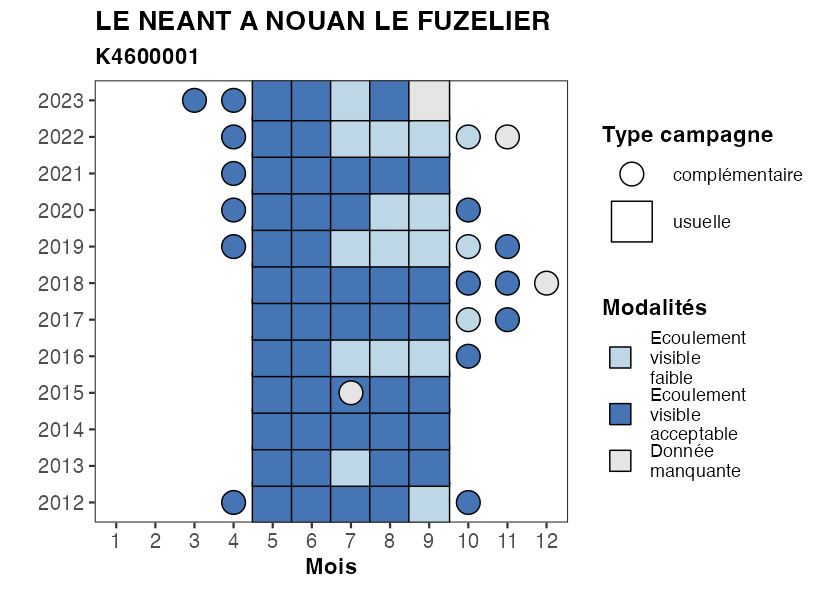 LE NEANT A NOUAN LE FUZELIER
K4600001
2023
2022
2021
2020
2019
2018
2017
2016
2015
2014
2013
2012
1 2 3 4 5 6 7 8 9 10 11 12
Mois
Type campagne
complémentaire
usuelle
Modalités
Ecoulement
visible
faible
Ecoulement
visible
acceptable
Donnée
manquante